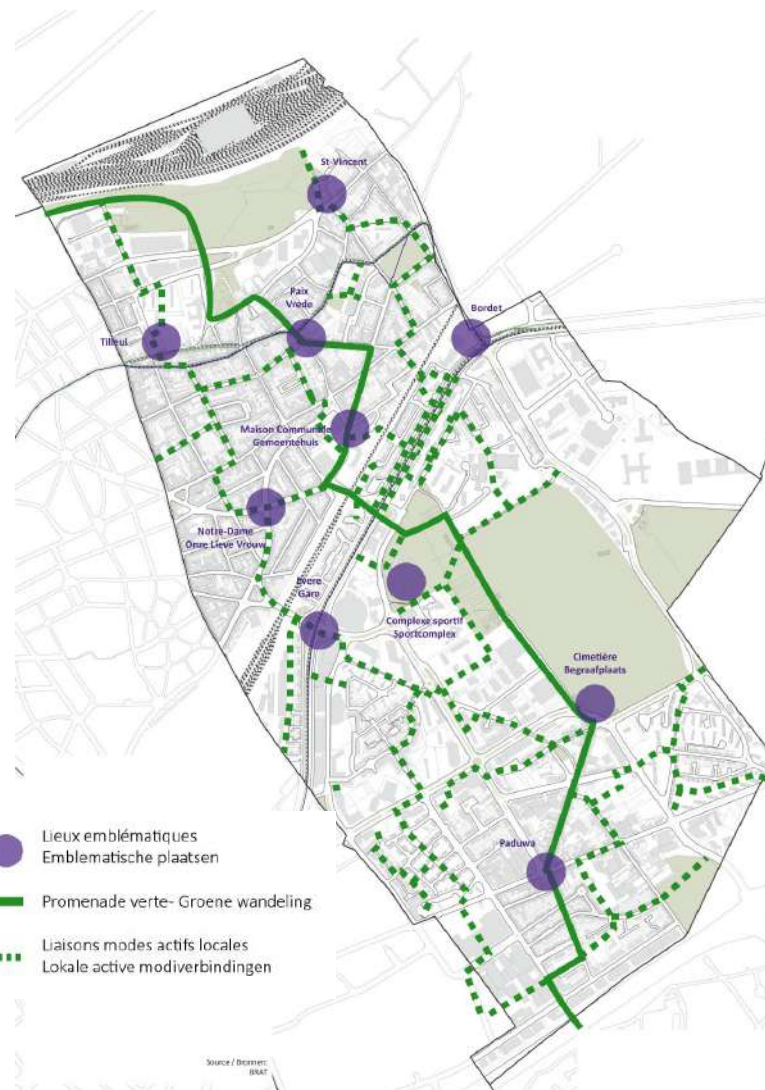 St-Vincent
Paix
Vrede
Bordet
Tilleul
Maison Communale
Gemoentehuis
Notre-Dame
Onze Lieve Vrouw
Evere
Gare
Complexe sportif
Sportcomplex
Cimetière
Begraafplaats
Paduwa
Lieux emblématiques
Emblematische plaatsen
Promenade verte- Groene wandeling
Liaisons modes actifs locales
Lokale active modiverbindingen
Source / Bronnen:
BRAT